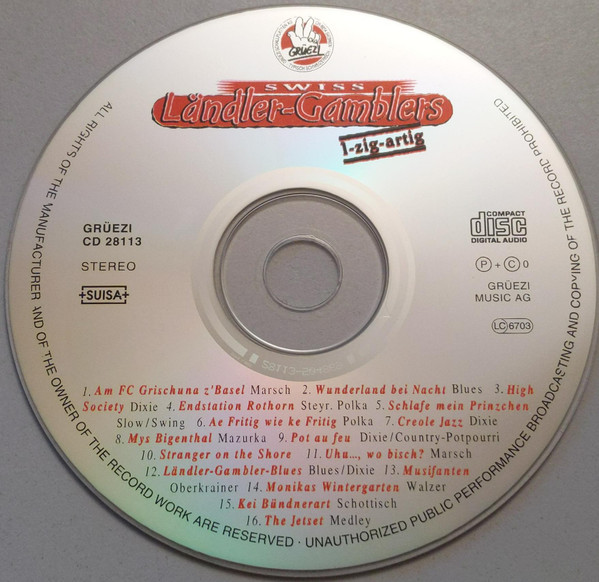 GRÜEZI
SWISS
Ländler-Gamblers
I-zig-artig
GRÜEZI
CD 28113
STEREO
SUISA
COMPACT
disc
DIGITAL AUDIO
P + C 0
GRÜEZI
MUSIC AG
LC 6703
1. Am FC Grischuna z'Basel Marsch 2. Wunderland bei Nacht Blues 3. High
Society Dixie 4. Endstation Rothorn Steyr. Polka 5. Schlafe mein Prinzchen
Slow/Swing 6. Ae Fritig wie ke Fritig Polka 7. Creole Jazz Dixie
8. Mys Bigenthal Mazurka 9. Pot au feu Dixie/Country-Potpourri
10. Stranger on the Shore 11. Uhu..., wo bisch? Marsch
12. Ländler-Gambler-Blues Blues/Dixie 13. Musifanten
Oberkrainer 14. Monikas Wintergarten Walzer
15. Kei Bündnerart Schottisch
16. The Jetset Medley
ALL RIGHTS OF THE MANUFACTURER AND OF THE OWNER OF THE RECORD WORK ARE RESERVED · UNAUTHORIZED PUBLIC PERFORMANCE BROADCASTING AND COPYING OF THE RECORD PROHIBITED